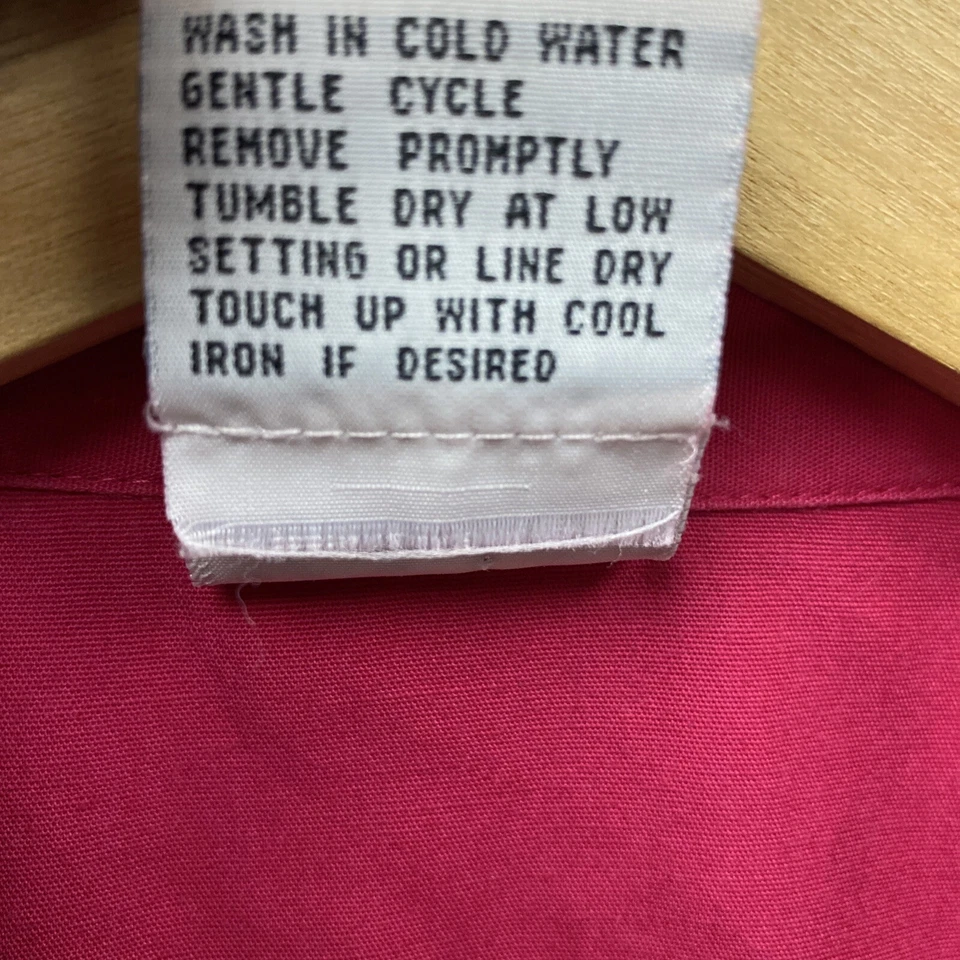 WASH IN COLD WATER
GENTLE CYCLE
REMOVE PROMPTLY
TUMBLE DRY AT LOW
SETTING OR LINE DRY
TOUCH UP WITH COOL
IRON IF DESIRED